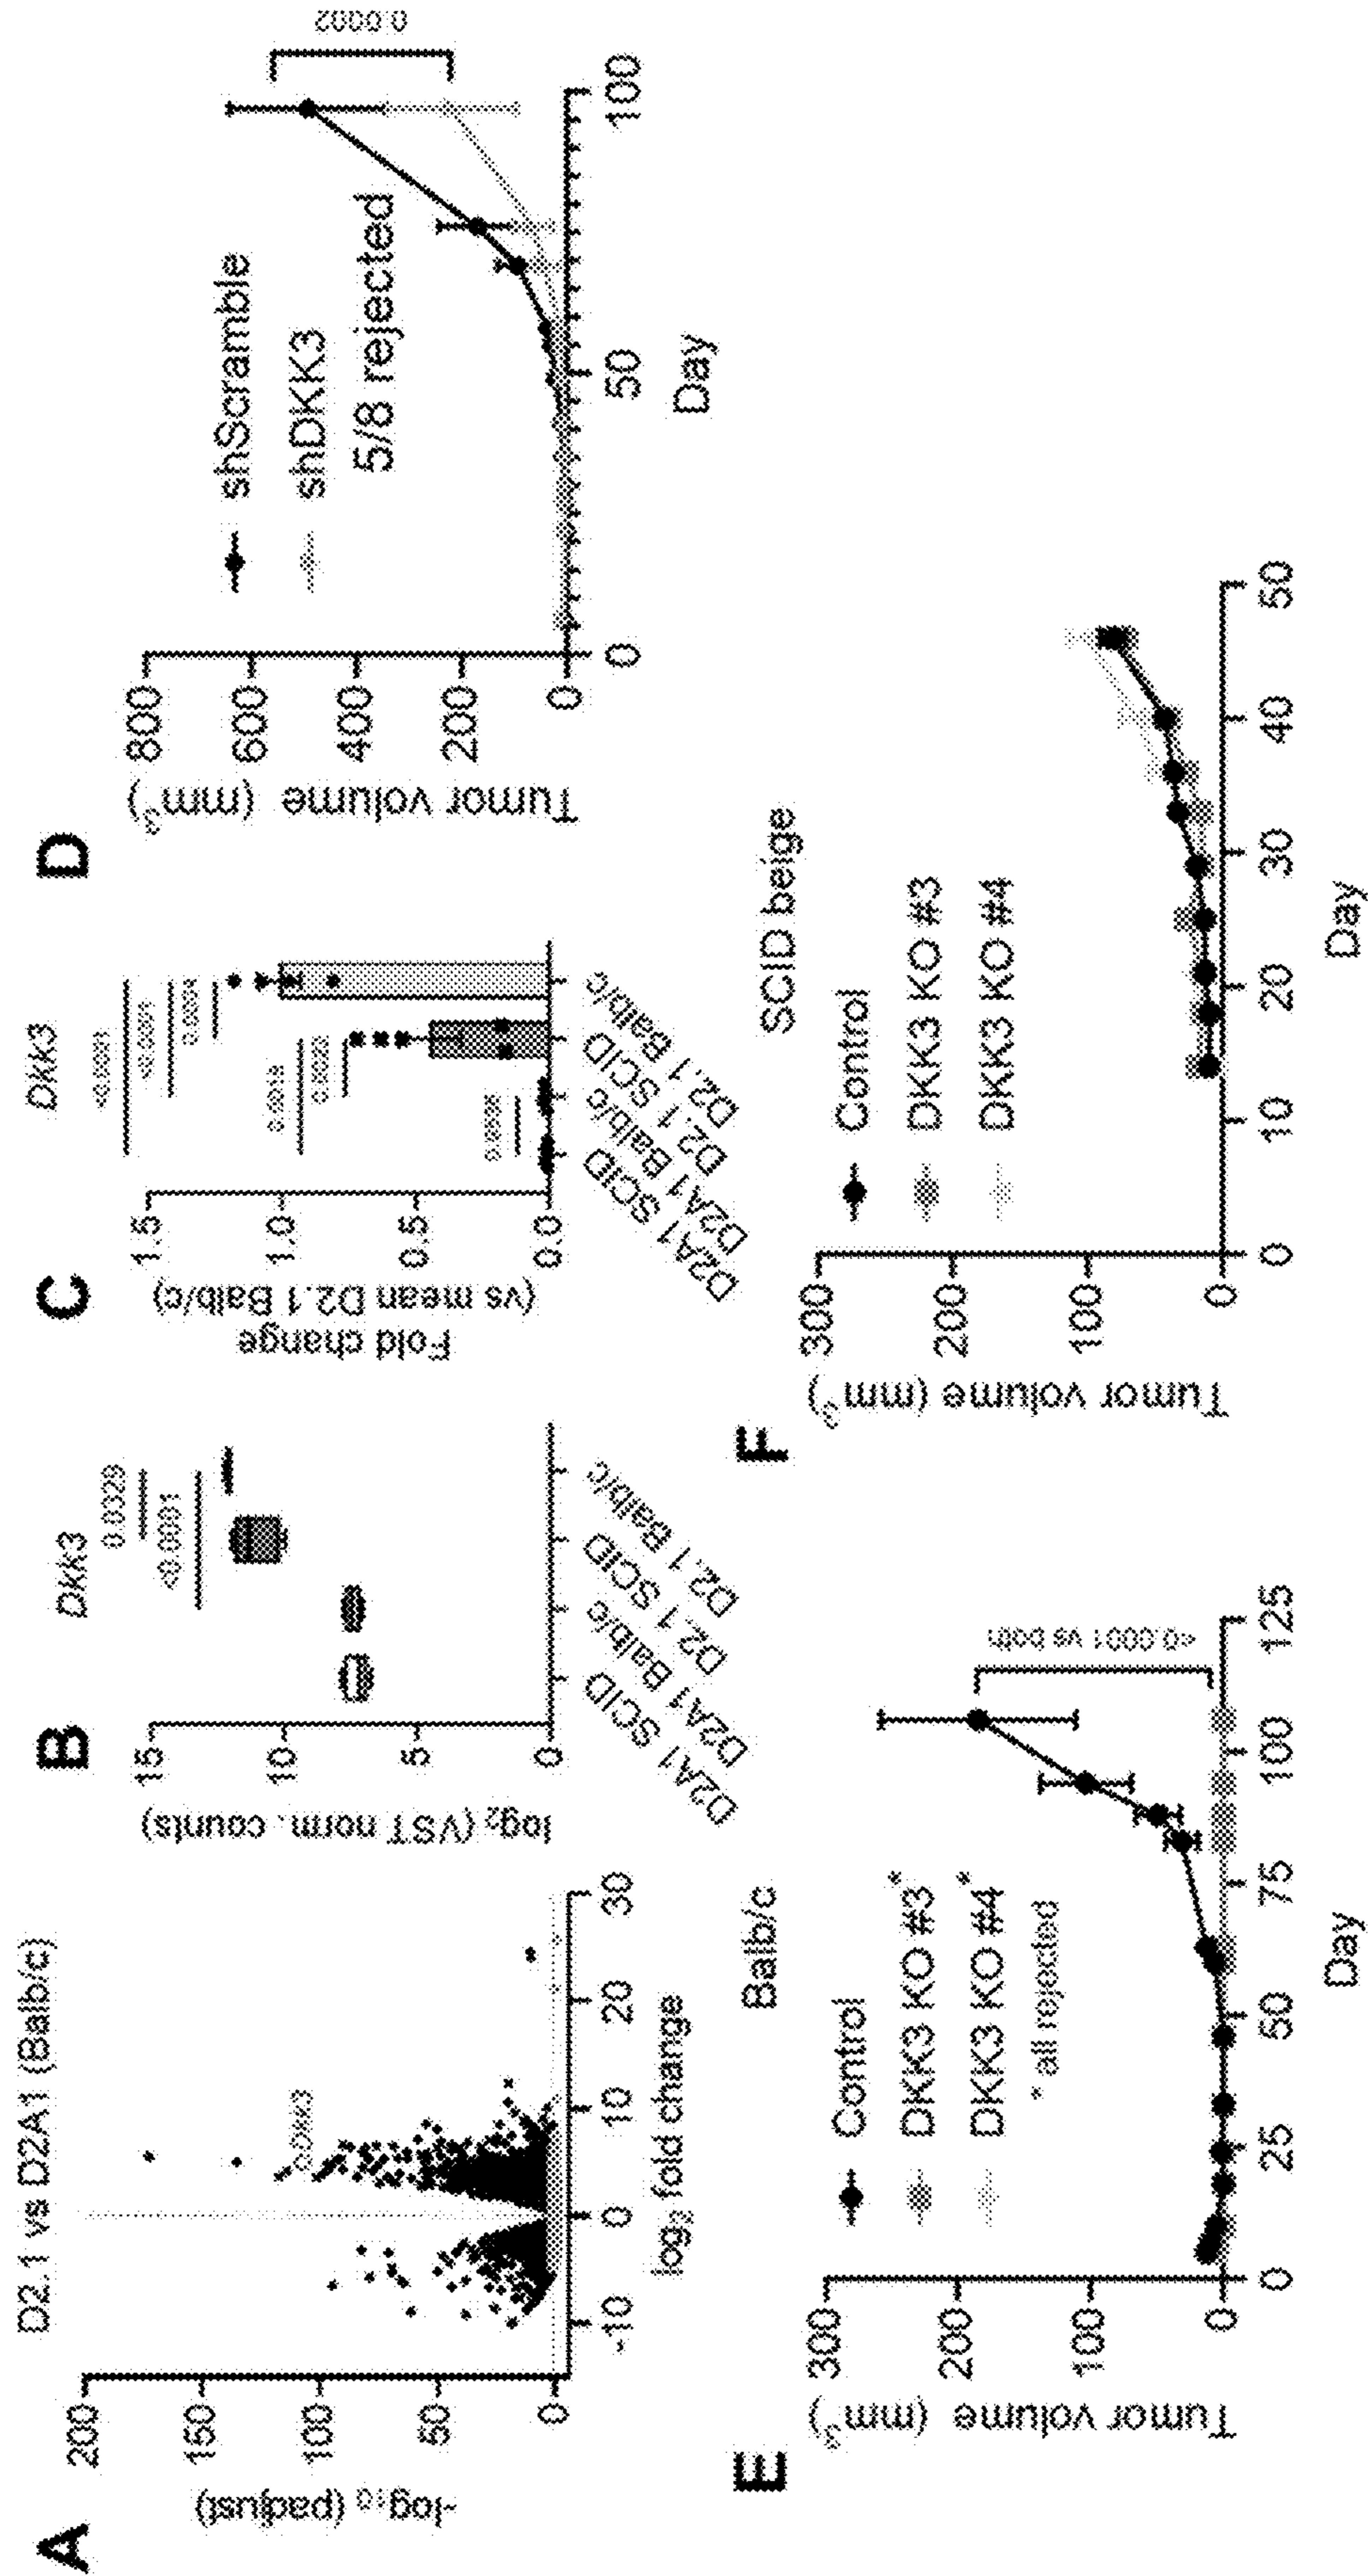 A
D2.1 vs D2A1 (Balb/c)
-log10 (padjust)
200
150
100
50
0
Dkk3
-10
0
10
20
30
log2 fold change
B
Dkk3
0.0329
<0.0001
log2 (VST norm. counts)
15
10
5
0
D2A1 SCID
D2A1 Balb/c
D2.1 SCID
D2.1 Balb/c
C
Dkk3
<0.0001
<0.0001
Fold change
(vs mean D2.1 Balb/c)
1.5
1.0
0.5
0.0
D2A1 SCID
D2A1 Balb/c
D2.1 SCID
D2.1 Balb/c
D
Tumor volume (mm3)
800
600
400
200
0
shScramble
shDKK3
5/8 rejected
0.0002
0
50
100
Day
E
Balb/c
Tumor volume (mm3)
300
200
100
0
Control
DKK3 KO #3*
DKK3 KO #4*
* all rejected
<0.0001 vs both
0
25
50
75
100
125
Day
F
SCID beige
Tumor volume (mm3)
300
200
100
0
Control
DKK3 KO #3
DKK3 KO #4
0
10
20
30
40
50
Day